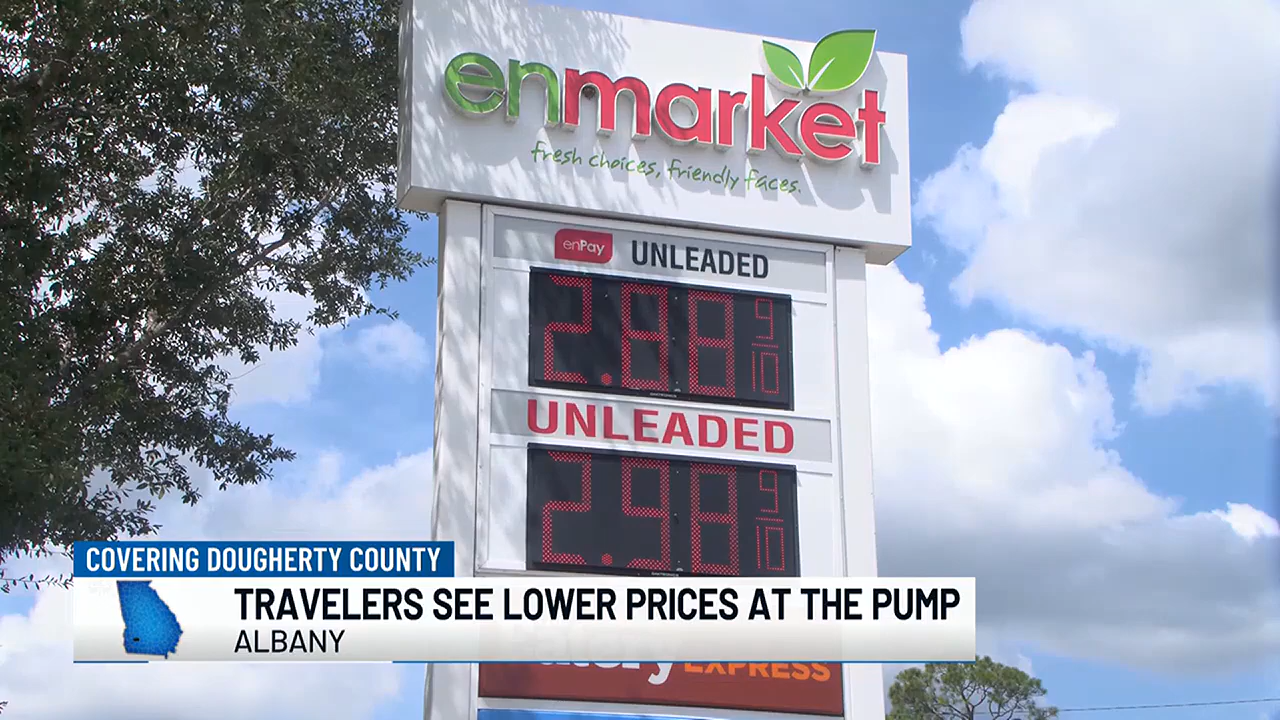 enmarket
fresh choices, friendly faces.
enPay UNLEADED
2.88 9/10
UNLEADED
2.98 9/10
COVERING DOUGHERTY COUNTY
TRAVELERS SEE LOWER PRICES AT THE PUMP
ALBANY
EXPRESS